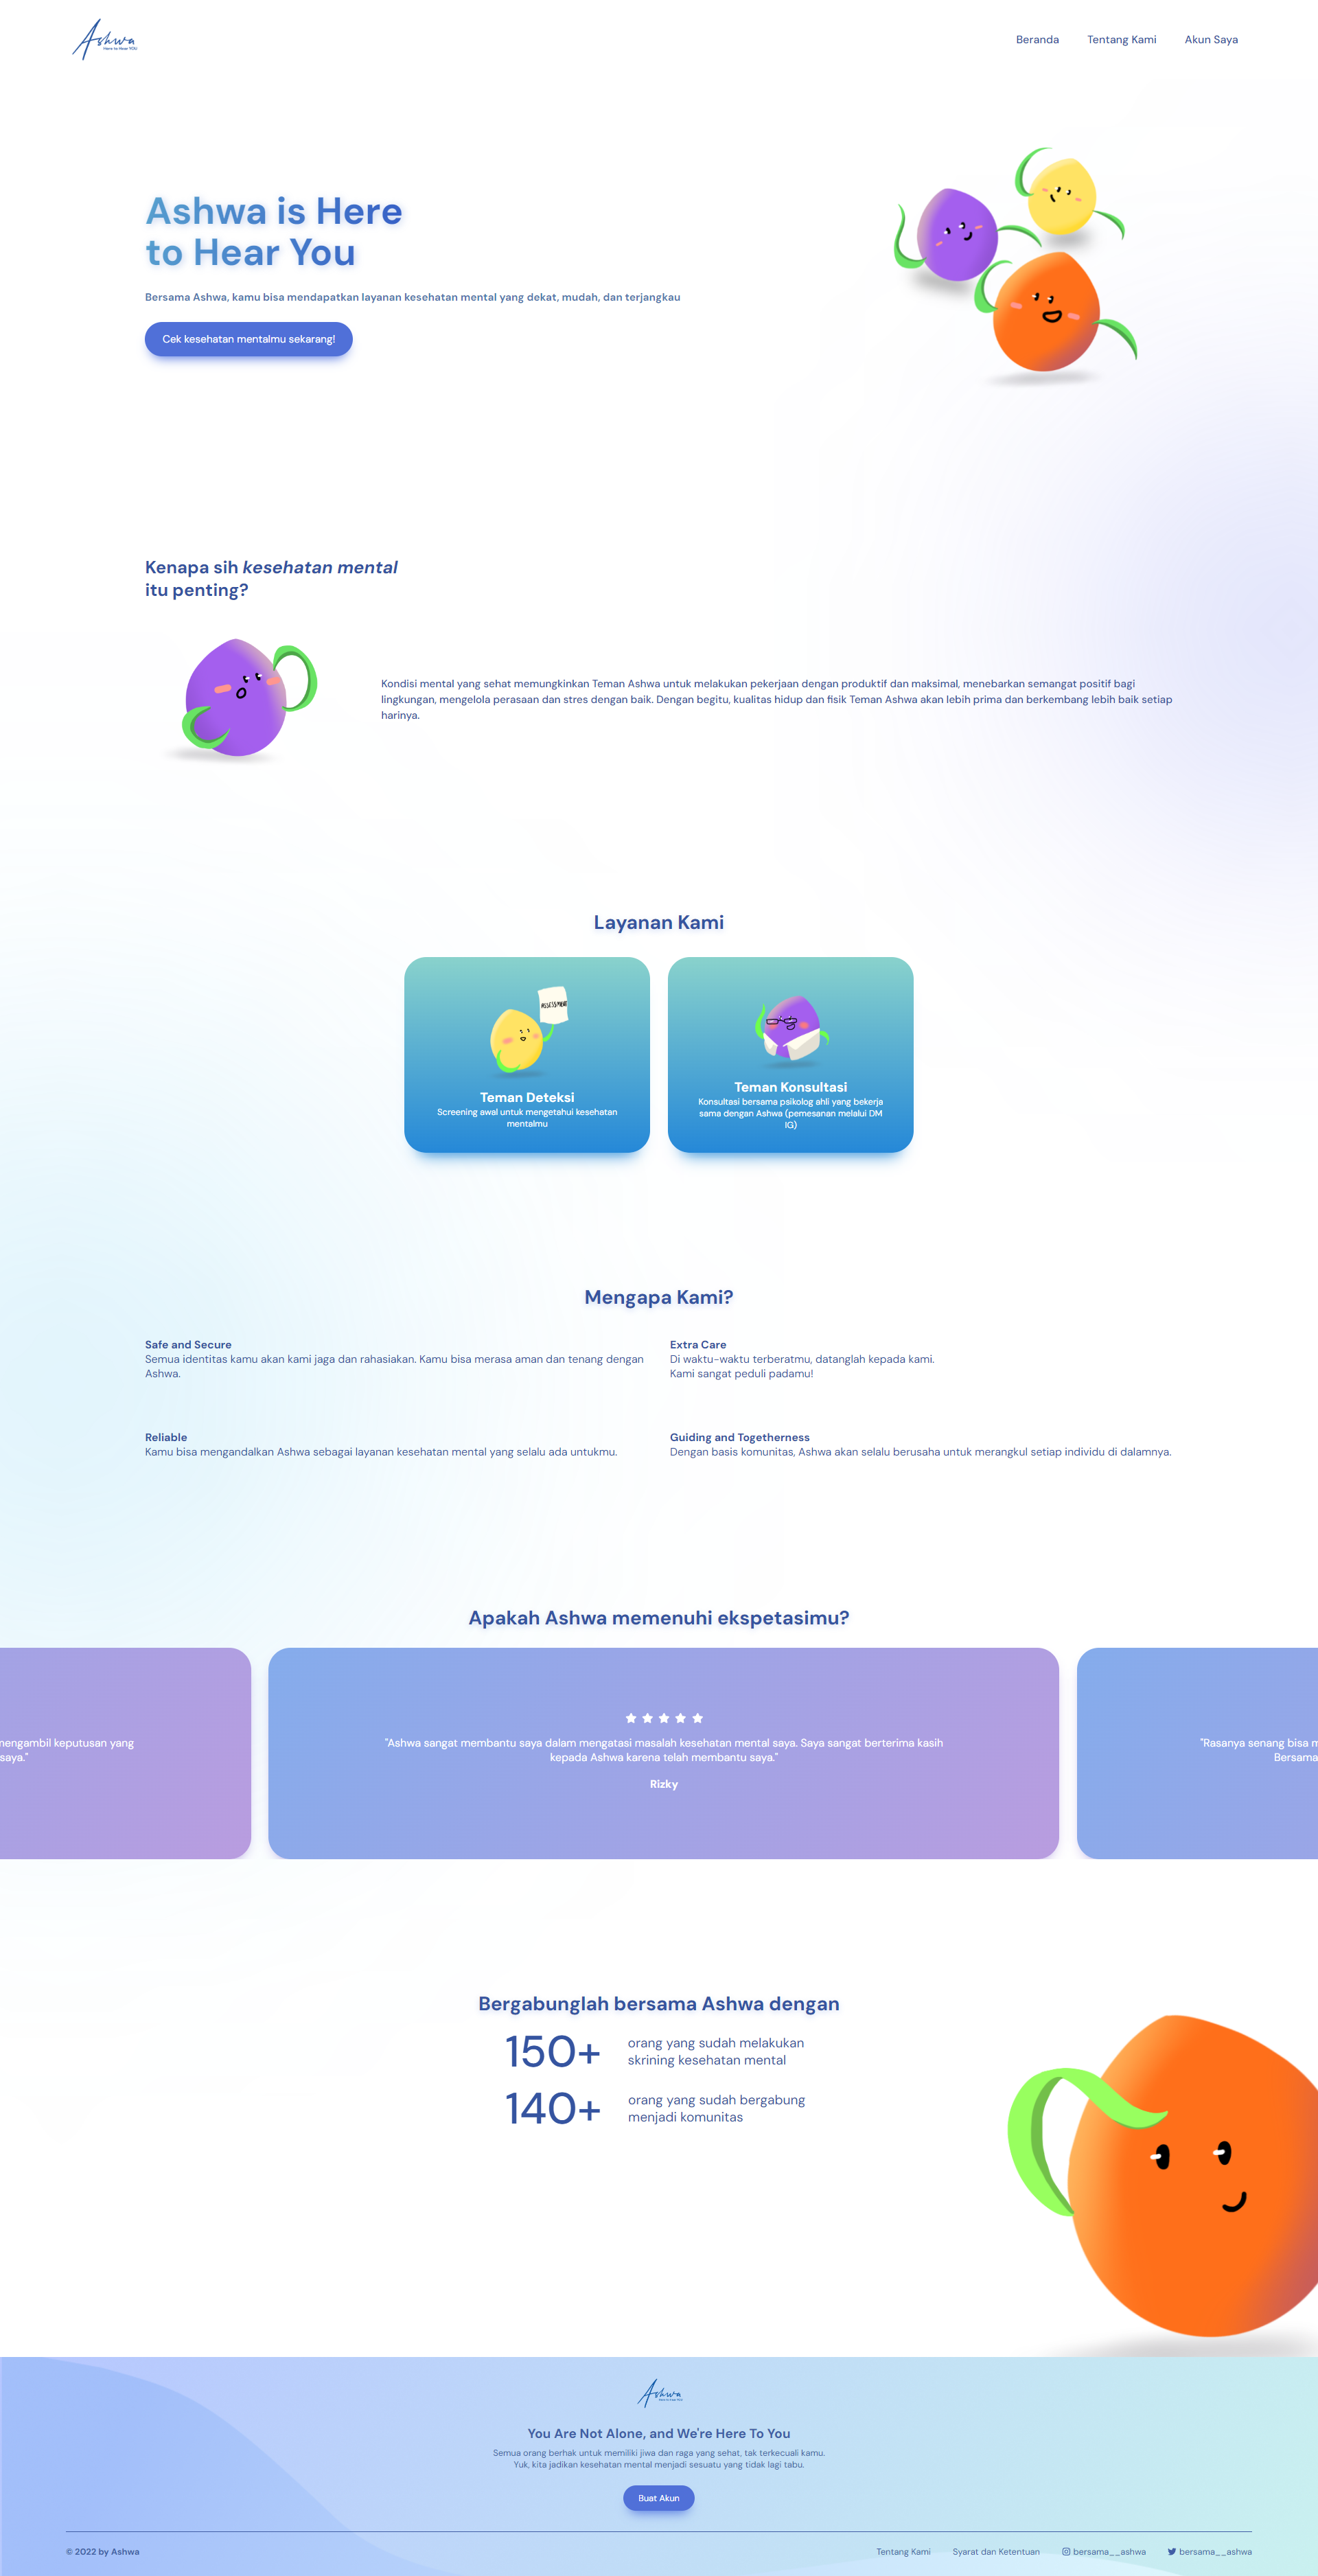 Ashwa
Here to Hear YOU
Beranda Tentang Kami Akun Saya
Ashwa is Here
to Hear You
Bersama Ashwa, kamu bisa mendapatkan layanan kesehatan mental yang dekat, mudah, dan terjangkau
Cek kesehatan mentalmu sekarang!
Kenapa sih kesehatan mental
itu penting?
Kondisi mental yang sehat memungkinkan Teman Ashwa untuk melakukan pekerjaan dengan produktif dan maksimal, menebarkan semangat positif bagi
lingkungan, mengelola perasaan dan stres dengan baik. Dengan begitu, kualitas hidup dan fisik Teman Ashwa akan lebih prima dan berkembang lebih baik setiap
harinya.
Layanan Kami
ASSESSMENT
Teman Deteksi
Screening awal untuk mengetahui kesehatan
mentalmu
Teman Konsultasi
Konsultasi bersama psikolog ahli yang bekerja
sama dengan Ashwa (pemesanan melalui DM
IG)
Mengapa Kami?
Safe and Secure
Semua identitas kamu akan kami jaga dan rahasiakan. Kamu bisa merasa aman dan tenang dengan
Ashwa.
Extra Care
Di waktu-waktu terberatmu, datanglah kepada kami.
Kami sangat peduli padamu!
Reliable
Kamu bisa mengandalkan Ashwa sebagai layanan kesehatan mental yang selalu ada untukmu.
Guiding and Togetherness
Dengan basis komunitas, Ashwa akan selalu berusaha untuk merangkul setiap individu di dalamnya.
Apakah Ashwa memenuhi ekspetasimu?
keputusan yang
saya."
"Ashwa sangat membantu saya dalam mengatasi masalah kesehatan mental saya. Saya sangat berterima kasih
kepada Ashwa karena telah membantu saya."
Rizky
"Rasanya senang bisa
Bersama
Bergabunglah bersama Ashwa dengan
150+
orang yang sudah melakukan
skrining kesehatan mental
140+
orang yang sudah bergabung
menjadi komunitas
Ashwa
You Are Not Alone, and We're Here To You
Semua orang berhak untuk memiliki jiwa dan raga yang sehat, tak terkecuali kamu.
Yuk, kita jadikan kesehatan mental menjadi sesuatu yang tidak lagi tabu.
Buat Akun
© 2022 by Ashwa
Tentang Kami Syarat dan Ketentuan bersama__ashwa bersama__ashwa